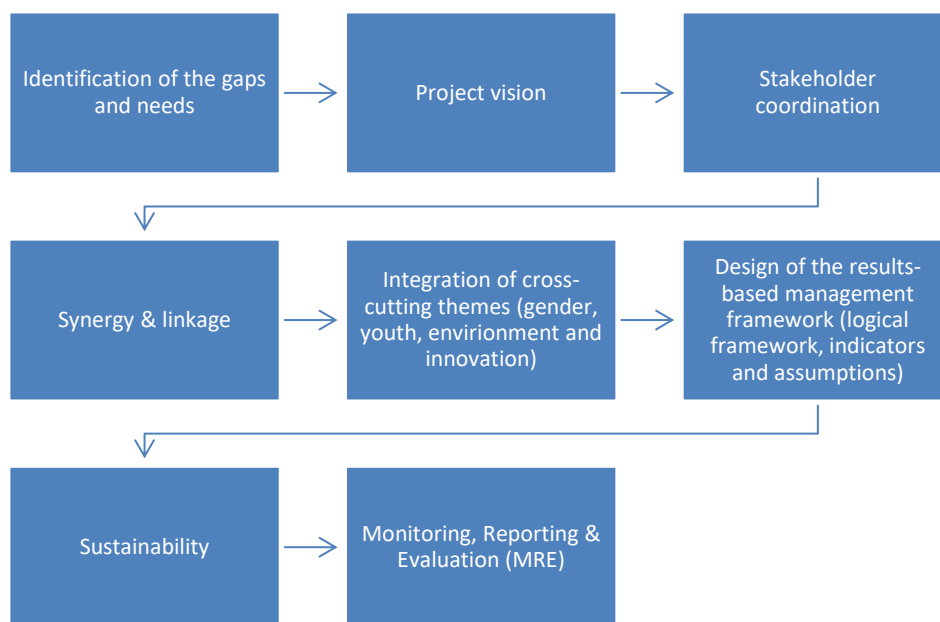 Identification of the gaps
and needs
Project vision
Stakeholder
coordination
Synergy & linkage
Integration of cross-
cutting themes (gender,
youth, envirionment and
innovation)
Design of the results-
based management
framework (logical
framework, indicators
and assumptions)
Sustainability
Monitoring, Reporting &
Evaluation (MRE)